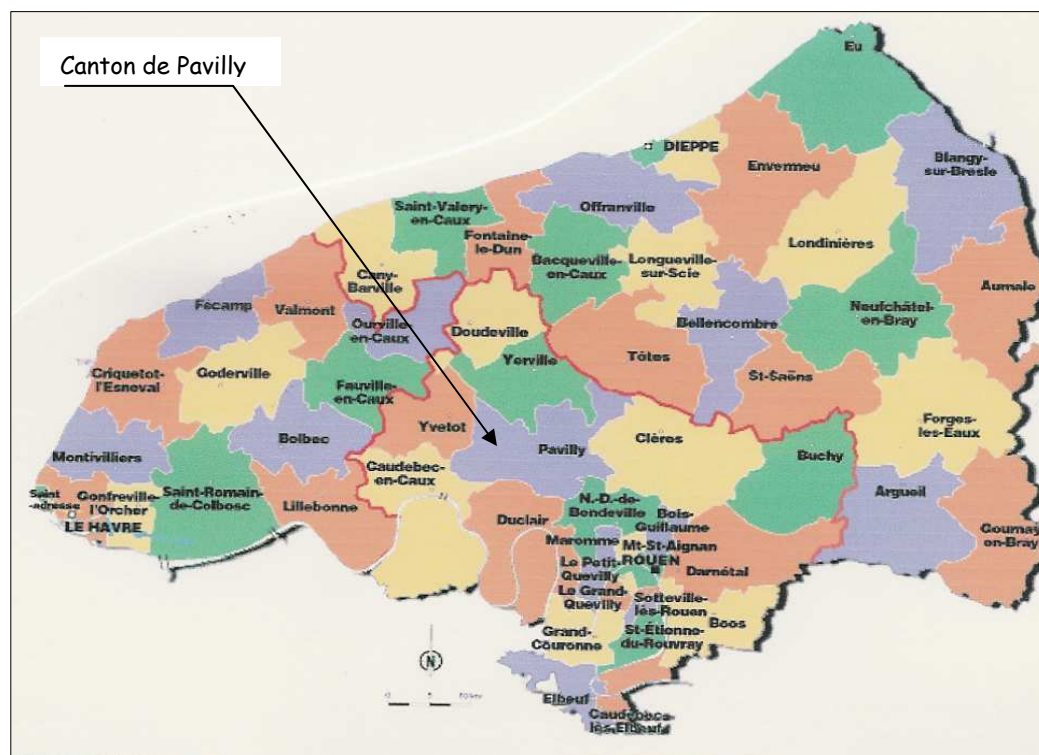 Canton de Pavilly
Eu
DIEPPE
Envermeu
Blangy-
sur-Bresle
Offranville
Saint-Valery-
en-Caux
Fontaine-
le-Dun
Londinières
Bacqueville-
en-Caux
Longueville-
sur-Scie
Cany-
Barville
Aumale
Fécamp
Valmont
Neufchâtel-
en-Bray
Ourville-
en-Caux
Doudeville
Bellencombre
Yerville
Tôtes
Criquetot-
l'Esneval
Goderville
St-Saëns
Fauville-
en-Caux
Forges-
les-Eaux
Yvetot
Bolbec
Pavilly
Clères
Buchy
Montivilliers
Caudebec-
en-Caux
Argueil
Saint
-adresse
Gonfreville-
l'Orcher
LE HAVRE
Saint-Romain-
de-Colbosc
Lillebonne
N.-D.-de-
Bondeville
Bois-
Guillaume
Duclair
Gournay
en-Bray
Maromme
Mt-St-Aignan
ROUEN
Le Petit-
Quevilly
Darnétal
Le Grand-
Quevilly
Sotteville-
lès-Rouen
Boos
Grand-
Couronne
St-Étienne-
du-Rouvray
N
Elbeuf
Caudebec-
lès-Elbeuf